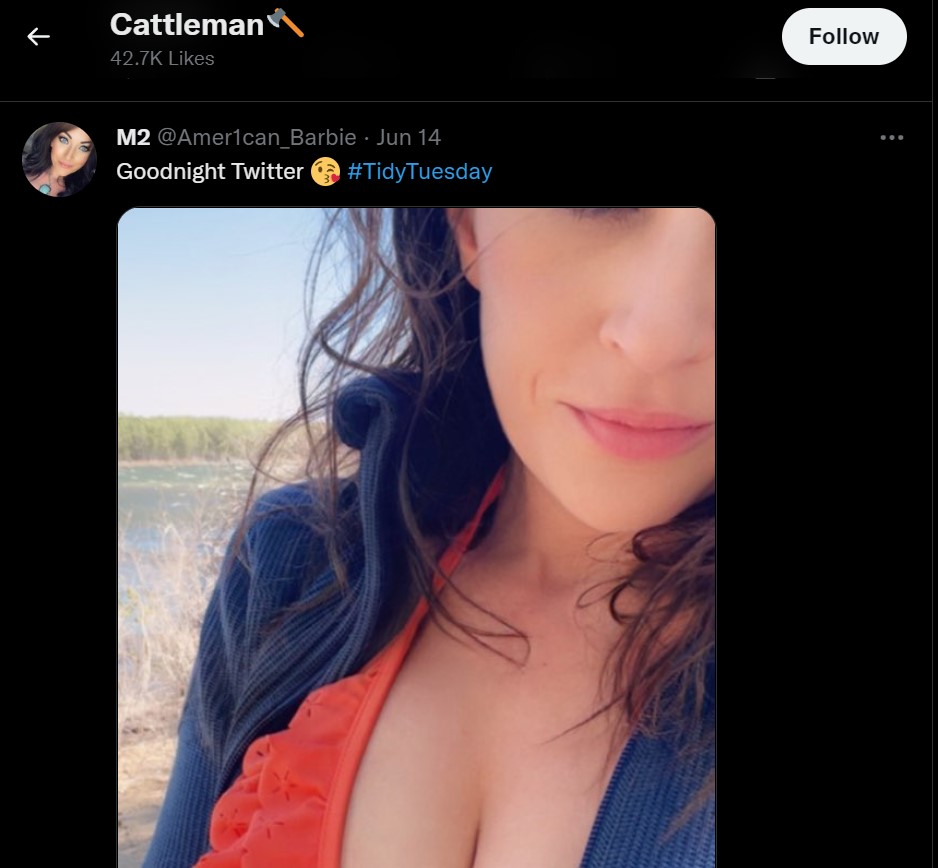 Cattleman🪓
42.7K Likes
Follow
M2 @Amer1can_Barbie · Jun 14
Goodnight Twitter 😘 #TidyTuesday